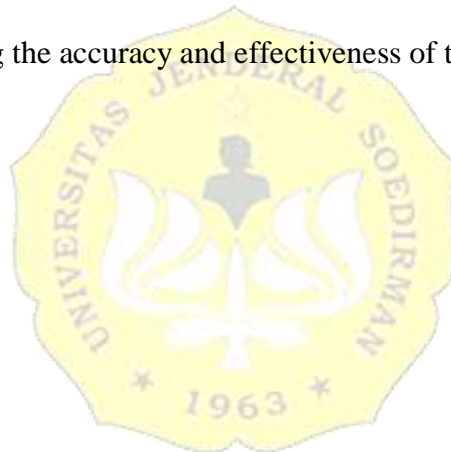 g the accuracy and effectiveness of t
UNIVERSITAS JENDERAL SOEDIRMAN
* 1963 *